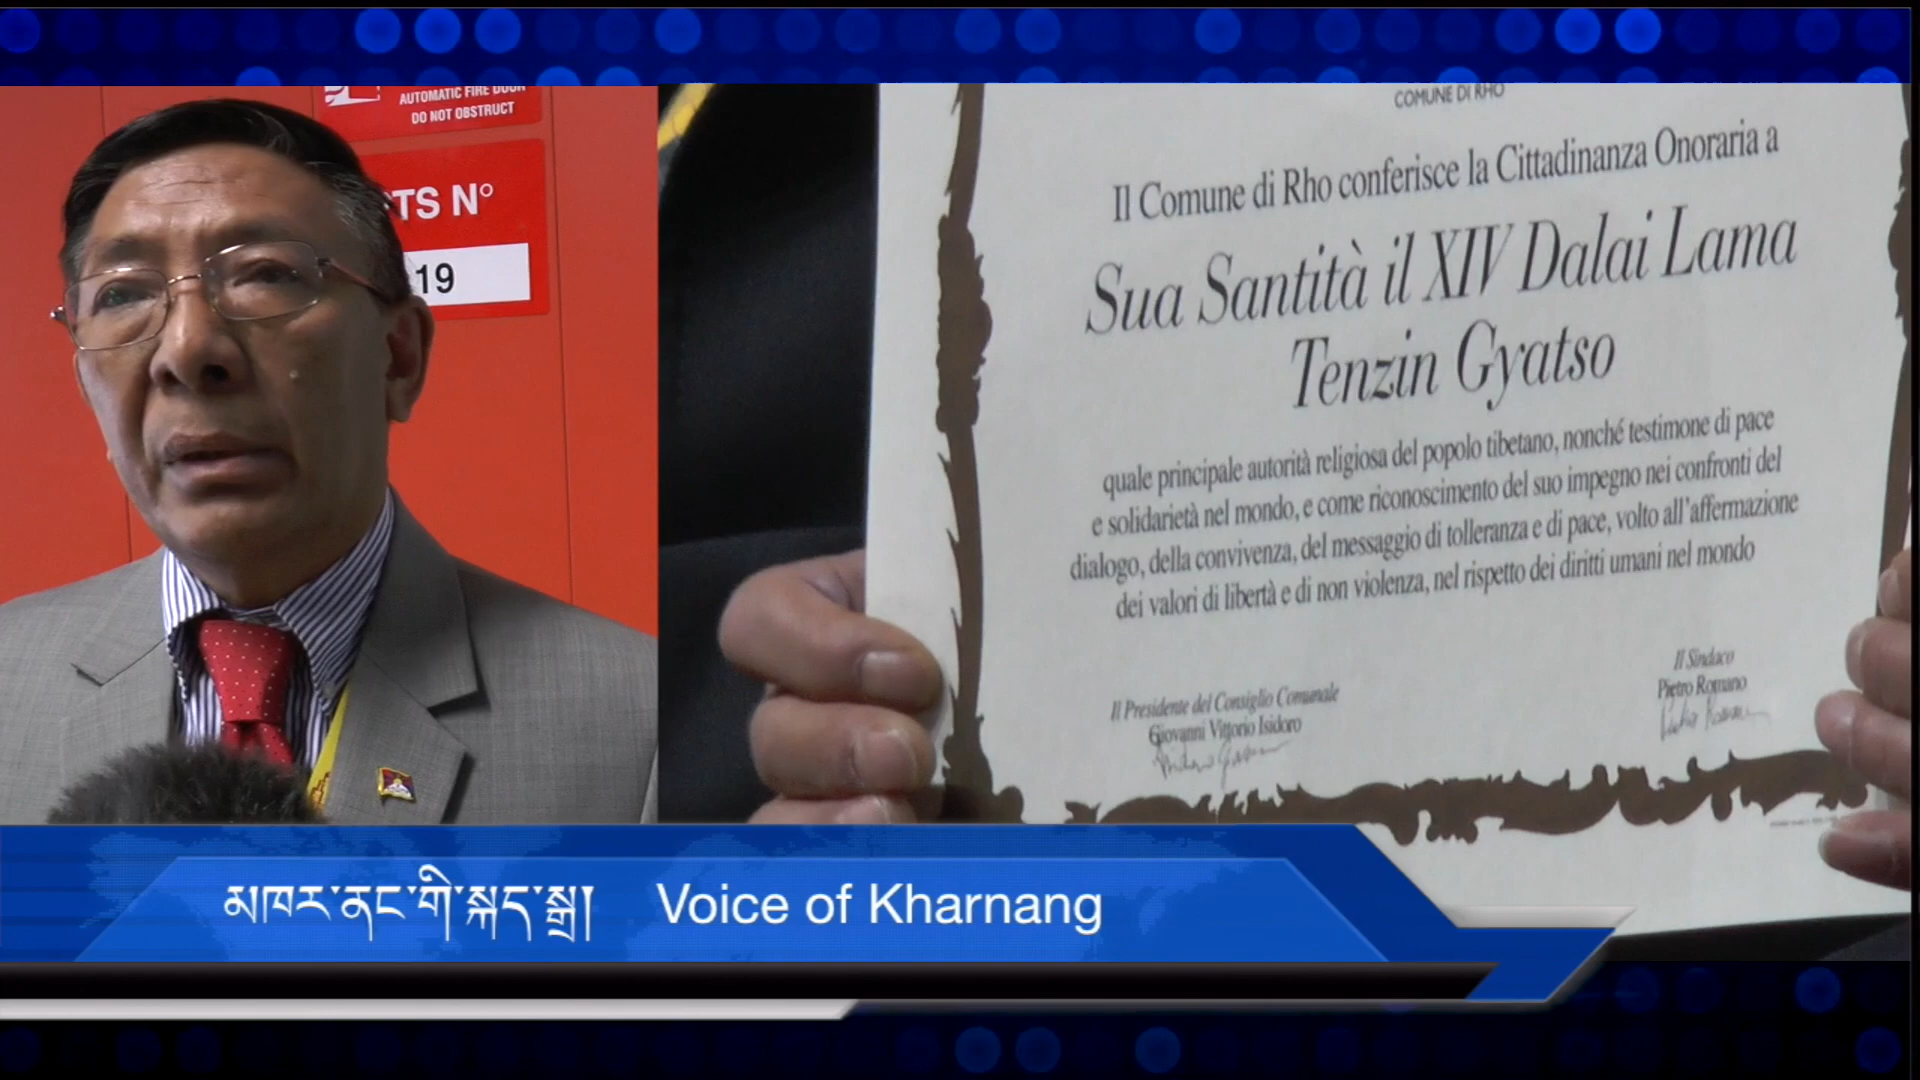 AUTOMATIC FIRE DOOR
DO NOT OBSTRUCT
TS N°
19
COMUNE DI RHO
Il Comune di Rho conferisce la Cittadinanza Onoraria a
Sua Santità il XIV Dalai Lama
Tenzin Gyatso
quale principale autorità religiosa del popolo tibetano, nonché testimone di pace
e solidarietà nel mondo, e come riconoscimento del suo impegno nei confronti del
dialogo, della convivenza, del messaggio di tolleranza e di pace, volto all'affermazione
dei valori di libertà e di non violenza, nel rispetto dei diritti umani nel mondo
Il Presidente del Consiglio Comunale
Giovanni Vittorio Isidoro
Il Sindaco
Pietro Romano
མཁར་ནང་གི་སྐད་སྒྲ། Voice of Kharnang